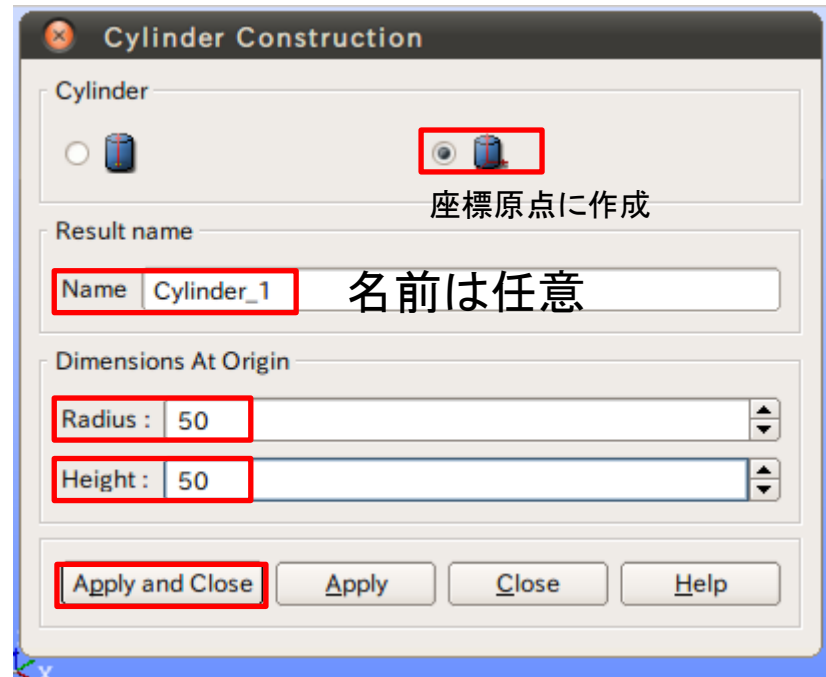 Cylinder Construction
Cylinder
座標原点に作成
Result name
Name Cylinder_1 名前は任意
Dimensions At Origin
Radius : 50
Height : 50
Apply and Close Apply Close Help
X